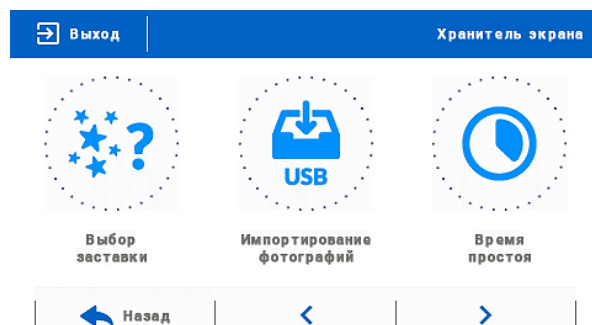 Выход
Хранитель экрана
?
USB
Выбор
заставки
Импортирование
фотографий
Время
простоя
Назад